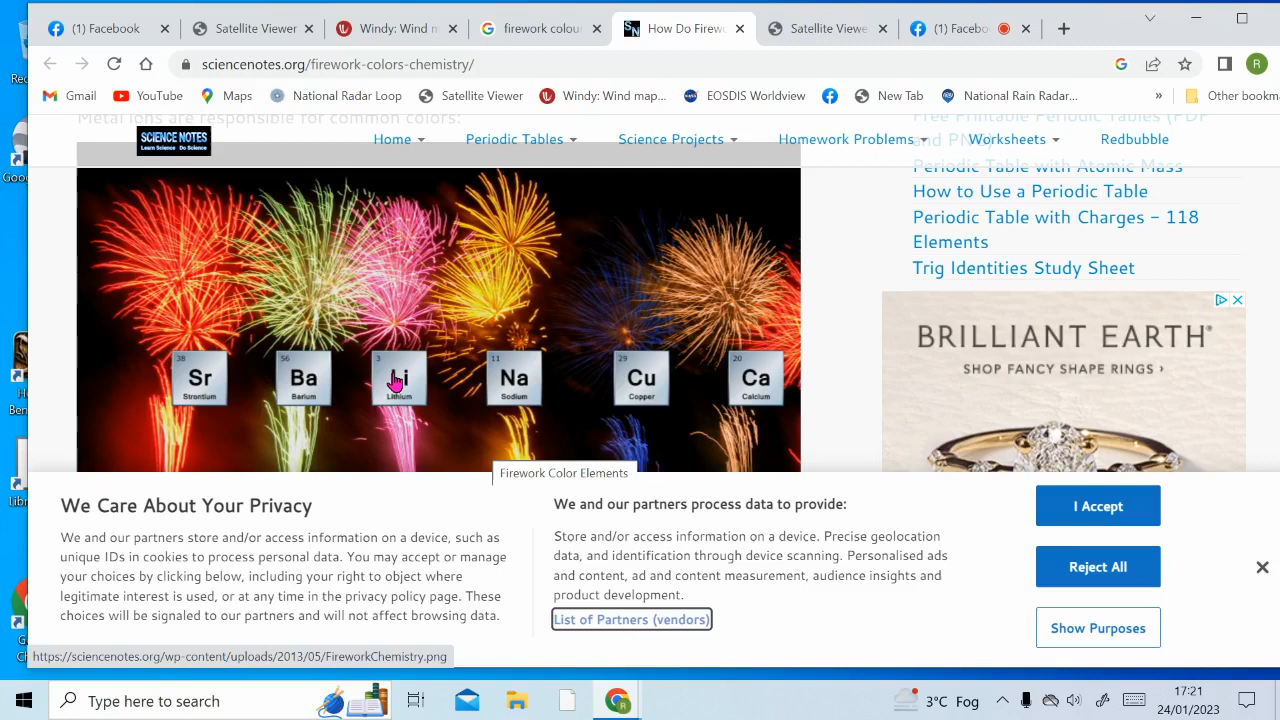 (1) Facebook
Satellite Viewer
Windy: Wind m
firework colou
How Do Firew
Satellite Viewe
(1) Facebo
sciencenotes.org/firework-colors-chemistry/
R
Gmail
YouTube
Maps
National Radar Loop
Satellite Viewer
Windy: Wind map...
EOSDIS Worldview
New Tab
National Rain Radar...
»
Other bookm
Metal ions are responsible for common colors:
SCIENCE NOTES
Learn Science Do Science
Home
Periodic Tables
Science Projects
Homework Problems
Worksheets
Redbubble
Free Printable Periodic Tables (PDF
and PNG)
Periodic Table with Atomic Mass
How to Use a Periodic Table
Periodic Table with Charges – 118
Elements
Trig Identities Study Sheet
38
Sr
Strontium
56
Ba
Barium
3
Li
Lithium
11
Na
Sodium
29
Cu
Copper
20
Ca
Calcium
BRILLIANT EARTH®
SHOP FANCY SHAPE RINGS ›
Firework Color Elements
We Care About Your Privacy
We and our partners store and/or access information on a device, such as
unique IDs in cookies to process personal data. You may accept or manage
your choices by clicking below, including your right to object where
legitimate interest is used, or at any time in the privacy policy page. These
choices will be signaled to our partners and will not affect browsing data.
We and our partners process data to provide:
Store and/or access information on a device. Precise geolocation
data, and identification through device scanning. Personalised ads
and content, ad and content measurement, audience insights and
product development.
List of Partners (vendors)
I Accept
Reject All
Show Purposes
https://sciencenotes.org/wp-content/uploads/2013/05/FireworkChemistry.png
Type here to search
3°C Fog
17:21
24/01/2023